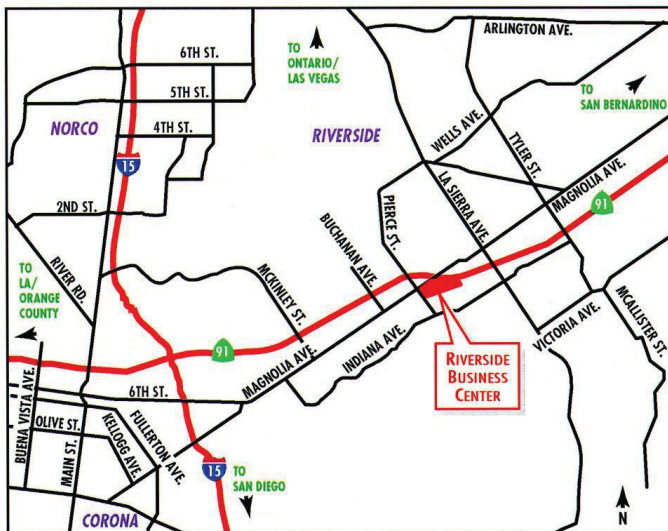 6TH ST.
5TH ST.
4TH ST.
NORCO
15
2ND ST.
RIVER RD.
TO
LA/
ORANGE
COUNTY
TO
ONTARIO/
LAS VEGAS
RIVERSIDE
ARLINGTON AVE.
TO
SAN BERNARDINO
WELLS AVE.
TYLER ST.
MAGNOLIA AVE.
91
LA SIERRA AVE.
PIERCE ST.
BUCHANAN AVE.
MCKINLEY ST.
91
MAGNOLIA AVE.
INDIANA AVE.
RIVERSIDE
BUSINESS
CENTER
VICTORIA AVE.
MCALLISTER ST.
6TH ST.
BUENA VISTA AVE.
OLIVE ST.
MAIN ST.
KELLOGG AVE.
FULLERTON AVE.
15
TO
SAN DIEGO
CORONA
N